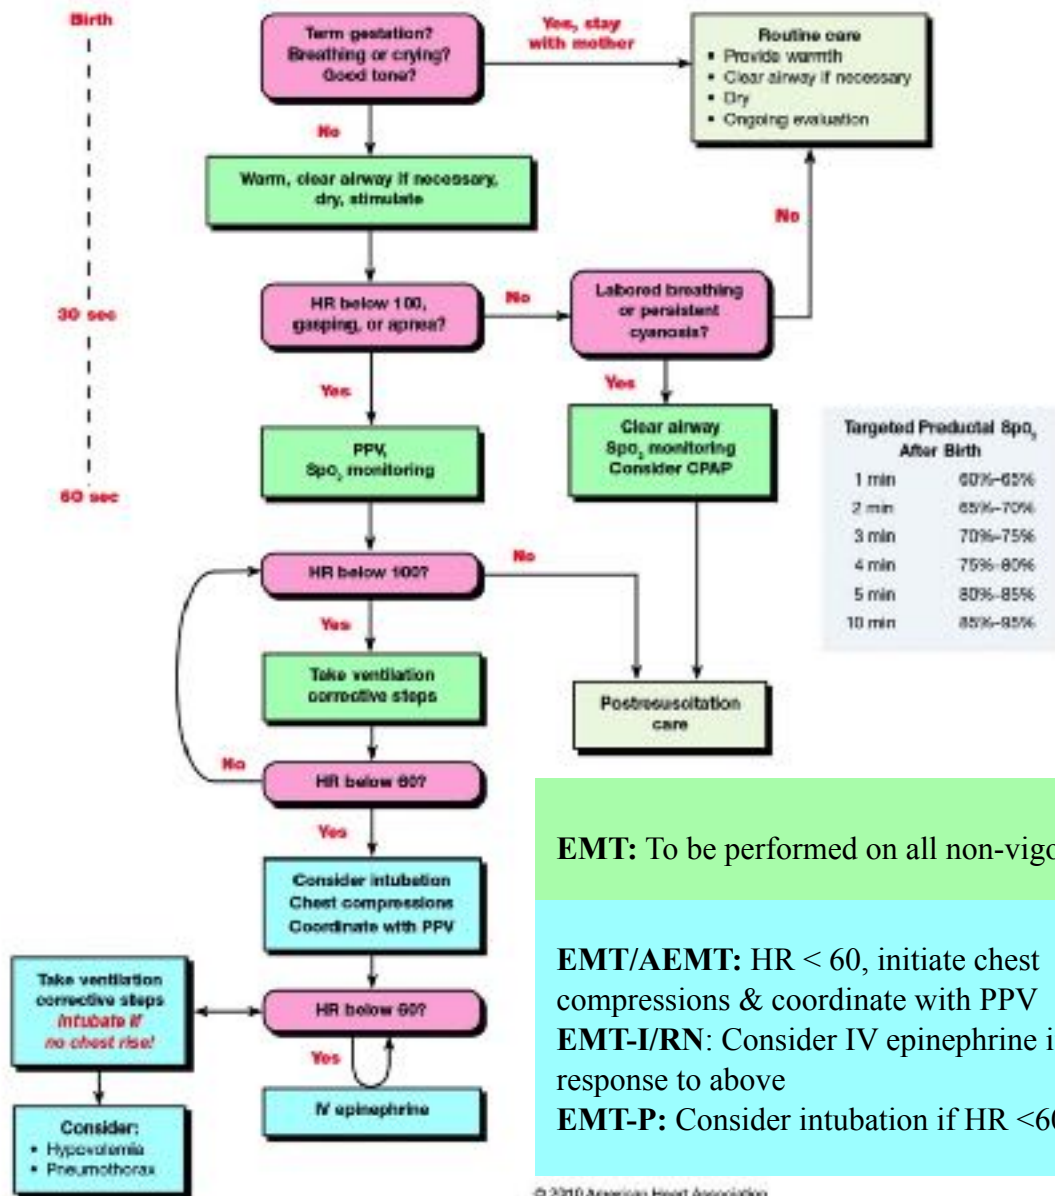 Birth
Term gestation?
Breathing or crying?
Good tone?
Yes, stay
with mother
Routine care
• Provide warmth
• Clear airway if necessary
• Dry
• Ongoing evaluation
No
Warm, clear airway if necessary,
dry, stimulate
No
30 sec
HR below 100,
gasping, or apnea?
No
Labored breathing
or persistent
cyanosis?
Yes
Yes
PPV,
SpO₂ monitoring
Clear airway
SpO₂ monitoring
Consider CPAP
60 sec
Targeted Preductal SpO₂
After Birth
1 min 60%–65%
2 min 65%–70%
3 min 70%–75%
4 min 75%–80%
5 min 80%–85%
10 min 85%–95%
HR below 100?
No
Yes
Take ventilation
corrective steps
Postresuscitation
care
No
HR below 60?
Yes
Consider intubation
Chest compressions
Coordinate with PPV
Take ventilation
corrective steps
Intubate if
no chest rise!
HR below 60?
Yes
IV epinephrine
Consider:
• Hypovolemia
• Pneumothorax
EMT: To be performed on all
EMT/AEMT: HR < 60, initiate chest
compressions & coordinate with PPV
EMT-I/RN: Consider IV epinephrine
response to above
EMT-P: Consider intubation if HR <60
© 2010 American Heart Association